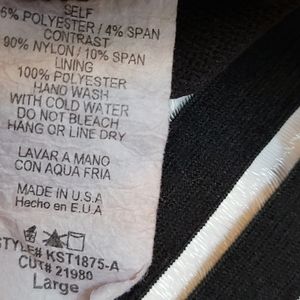 SELF
6% POLYESTER / 4% SPAN
CONTRAST
90% NYLON / 10% SPAN
LINING
100% POLYESTER
HAND WASH
WITH COLD WATER
DO NOT BLEACH
HANG OR LINE DRY
LAVAR A MANO
CON AQUA FRIA
MADE IN U.S.A
Hecho en E.U.A
STYLE# KST1875-A
CUT# 21980
Large